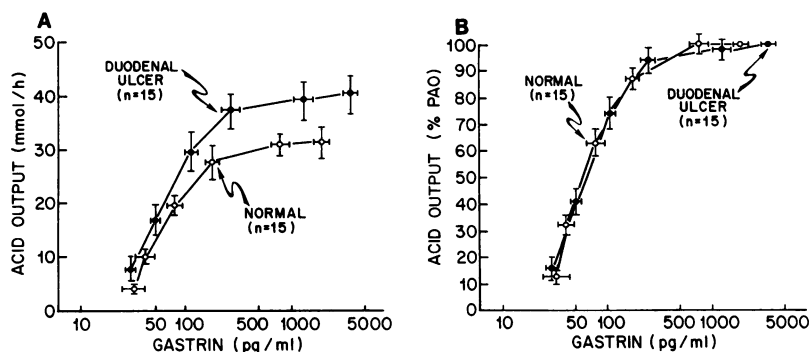 A
ACID OUTPUT (mmol/h)
50
40
30
20
10
0
DUODENAL
ULCER
(n=15)
NORMAL
(n=15)
10 50 100 500 1000 5000
GASTRIN (pg/ml)
B
ACID OUTPUT (% PAO)
100
90
80
70
60
50
40
30
20
10
0
NORMAL
(n=15)
DUODENAL
ULCER
(n=15)
10 50 100 500 1000 5000
GASTRIN (pg/ml)